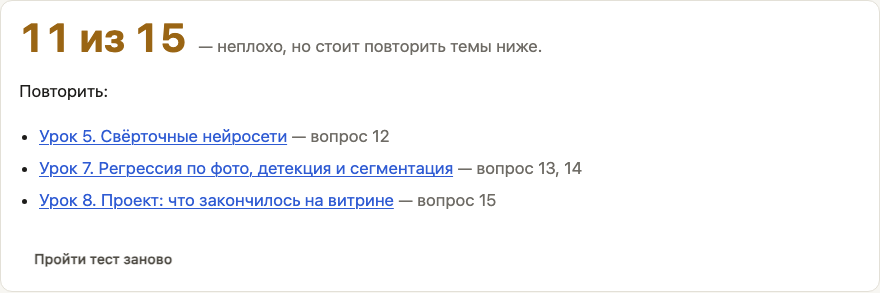 11 из 15 — неплохо, но стоит повторить темы ниже.
Повторить:
• Урок 5. Свёрточные нейросети — вопрос 12
• Урок 7. Регрессия по фото, детекция и сегментация — вопрос 13, 14
• Урок 8. Проект: что закончилось на витрине — вопрос 15
Пройти тест заново